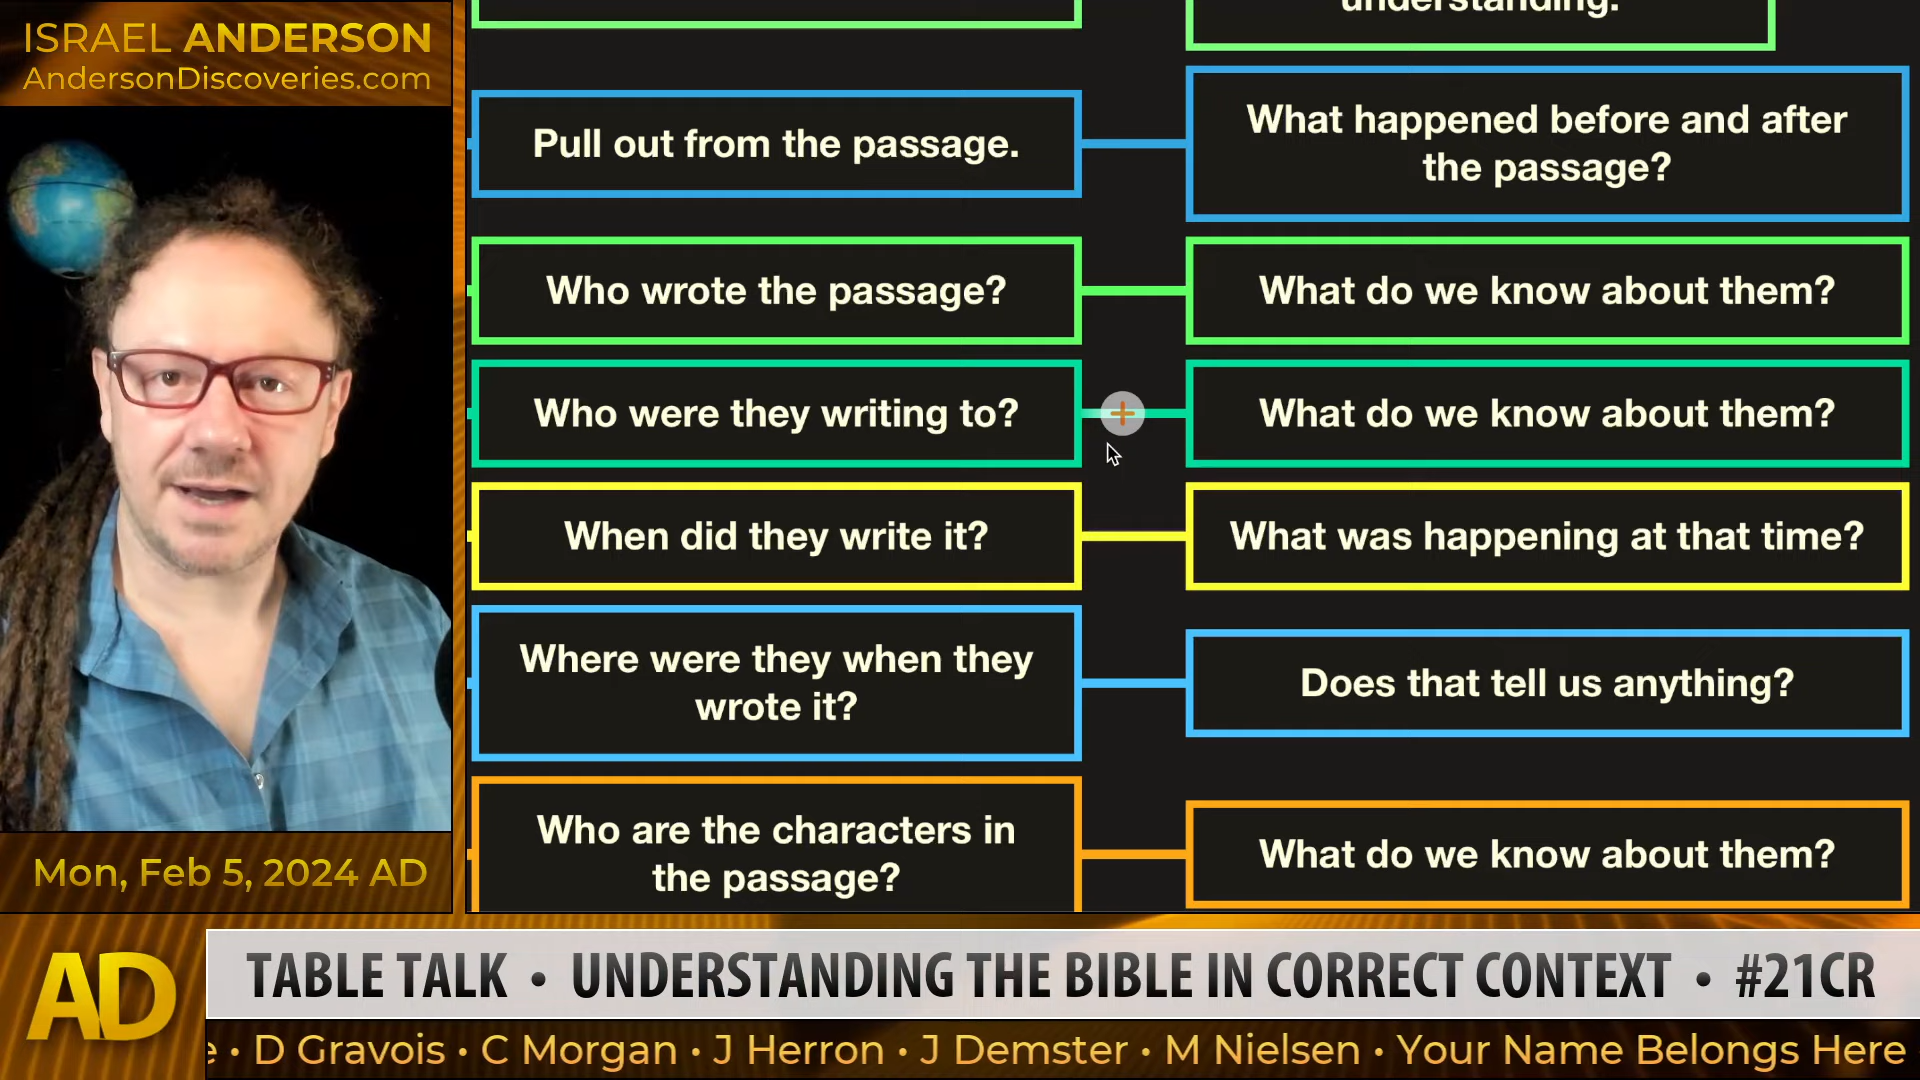 ISRAEL ANDERSON
AndersonDiscoveries.com
understanding.
Pull out from the passage.
What happened before and after
the passage?
Who wrote the passage?
What do we know about them?
Who were they writing to?
What do we know about them?
When did they write it?
What was happening at that time?
Where were they when they
wrote it?
Does that tell us anything?
Who are the characters in
the passage?
What do we know about them?
Mon, Feb 5, 2024 AD
AD
TABLE TALK • UNDERSTANDING THE BIBLE IN CORRECT CONTEXT • #21CR
e • D Gravois • C Morgan • J Herron • J Demster • M Nielsen • Your Name Belongs Here